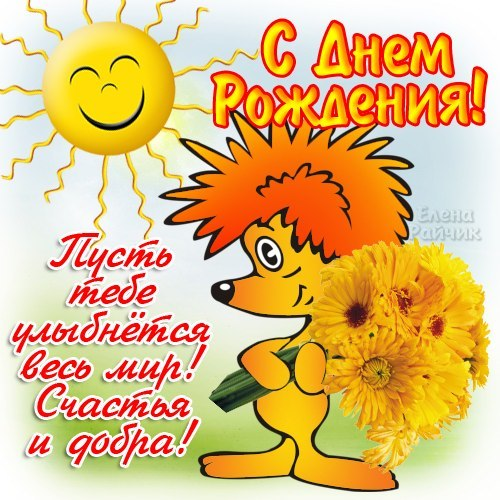 С Днем
Рождения!
Елена
Райчик
Пусть
тебе
улыбнётся
весь мир!
Счастья
и добра!